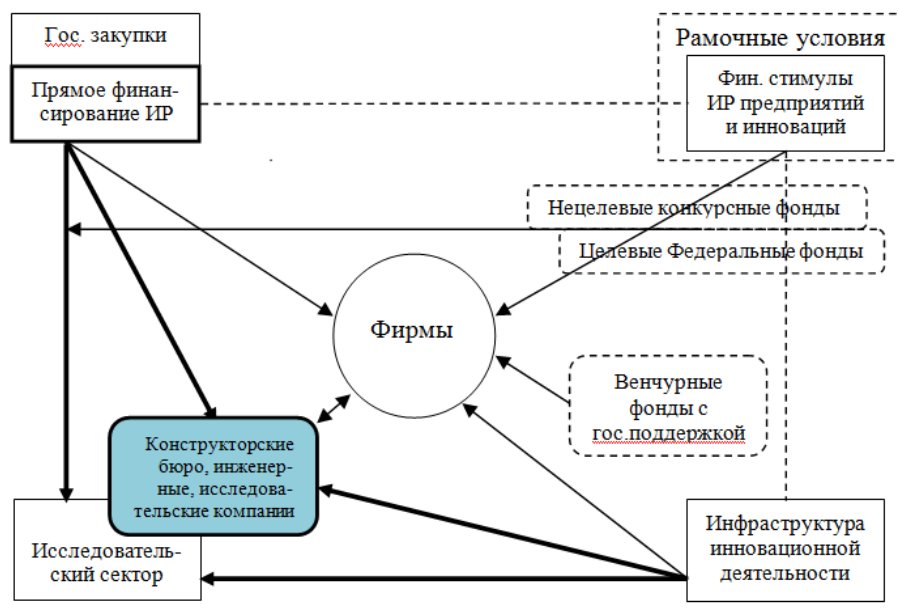 Гос. закупки
Прямое финан-
сирование ИР
Рамочные условия
Фин. стимулы
ИР предприятий
и инноваций
Нецелевые конкурсные фонды
Целевые Федеральные фонды
Фирмы
Венчурные
фонды с
гос.поддержкой
Конструкторские
бюро, инженер-
ные, исследова-
тельские компании
Исследователь-
ский сектор
Инфраструктура
инновационной
деятельности